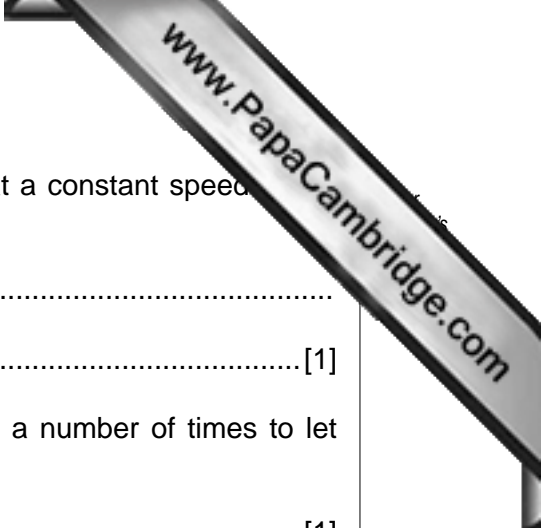 www.PapaCambridge.com
t a constant speed
....................................................
..............................................[1]
a number of times to let
[1]